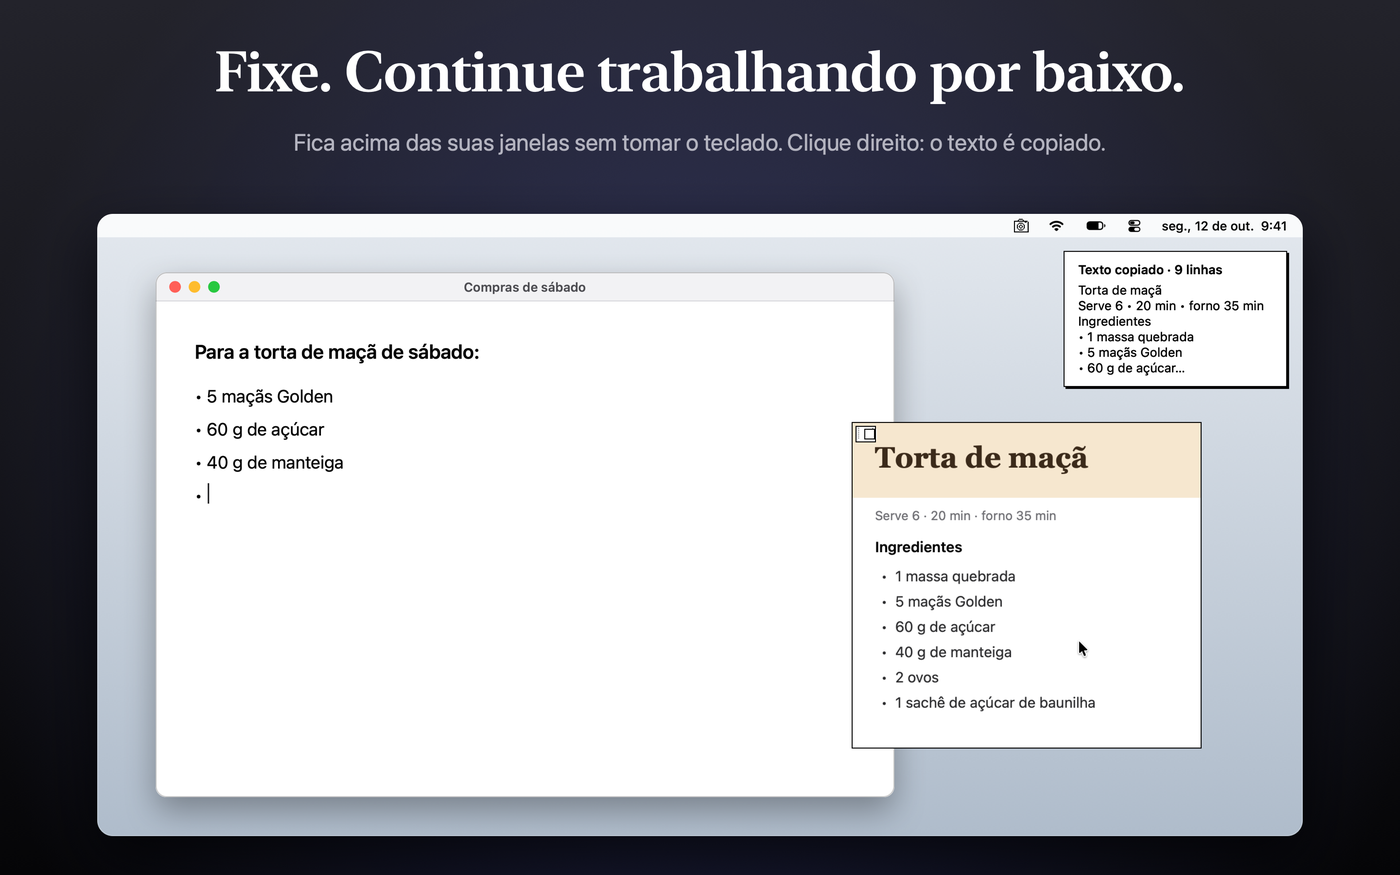 Fixe. Continue trabalhando por baixo.
Fica acima das suas janelas sem tomar o teclado. Clique direito: o texto é copiado.
seg., 12 de out. 9:41
Texto copiado · 9 linhas
Torta de maçã
Serve 6 • 20 min • forno 35 min
Ingredientes
• 1 massa quebrada
• 5 maçãs Golden
• 60 g de açúcar...
Compras de sábado
Para a torta de maçã de sábado:
• 5 maçãs Golden
• 60 g de açúcar
• 40 g de manteiga
•
Torta de maçã
Serve 6 · 20 min · forno 35 min
Ingredientes
• 1 massa quebrada
• 5 maçãs Golden
• 60 g de açúcar
• 40 g de manteiga
• 2 ovos
• 1 sachê de açúcar de baunilha